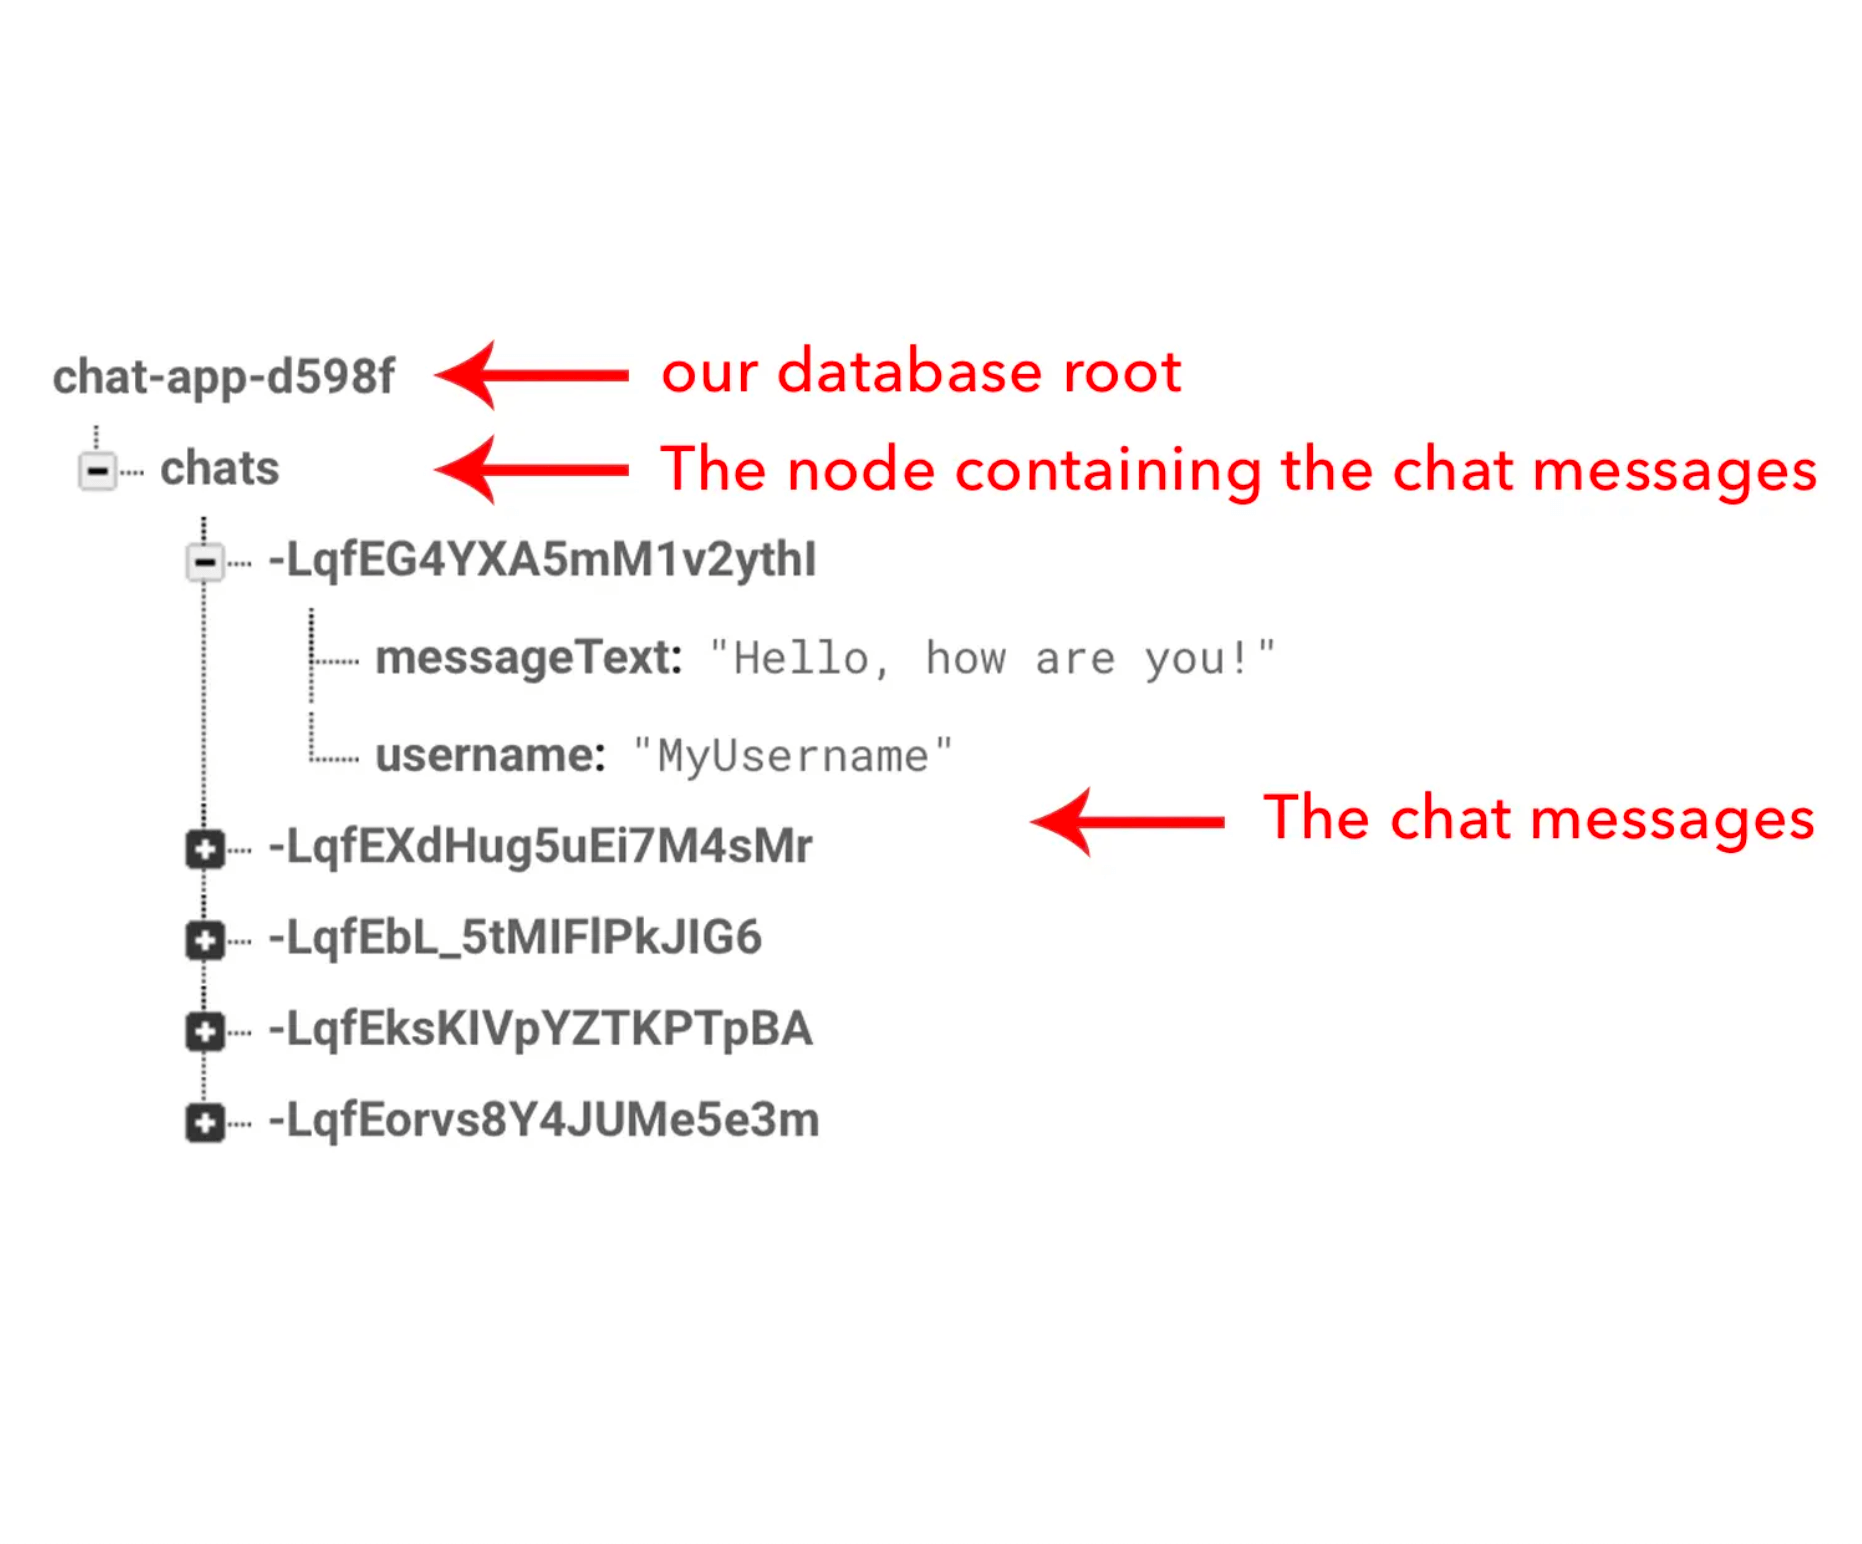 chat-app-d598f our database root
chats The node containing the chat messages
-LqfEG4YXA5mM1v2ythI
messageText: "Hello, how are you!"
username: "MyUsername"
The chat messages
-LqfEXdHug5uEi7M4sMr
-LqfEbL_5tMIFlPkJIG6
-LqfEksKIVpYZTKPTpBA
-LqfEorvs8Y4JUMe5e3m